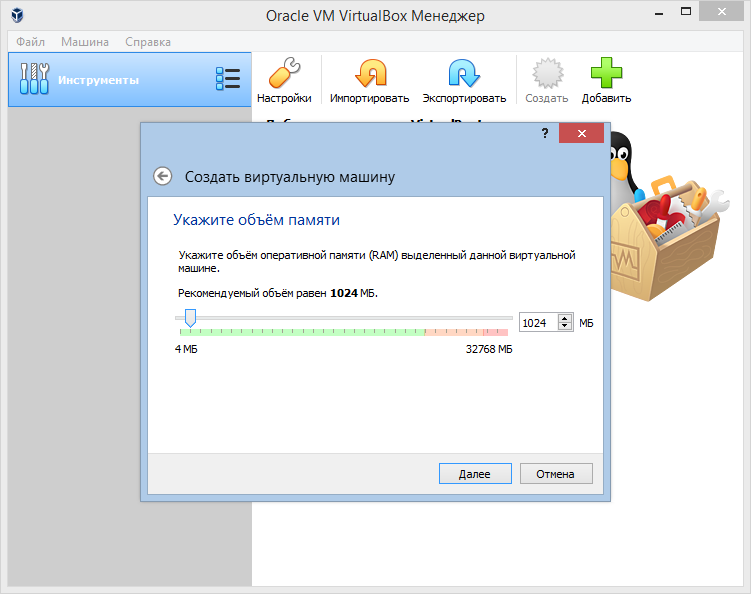 Oracle VM VirtualBox Менеджер
Файл Машина Справка
Инструменты
Настройки Импортировать Экспортировать Создать Добавить
?
Создать виртуальную машину
Укажите объём памяти
Укажите объём оперативной памяти (RAM) выделенный данной виртуальной
машине.
Рекомендуемый объём равен 1024 МБ.
1024 МБ
4 МБ 32768 МБ
Далее Отмена